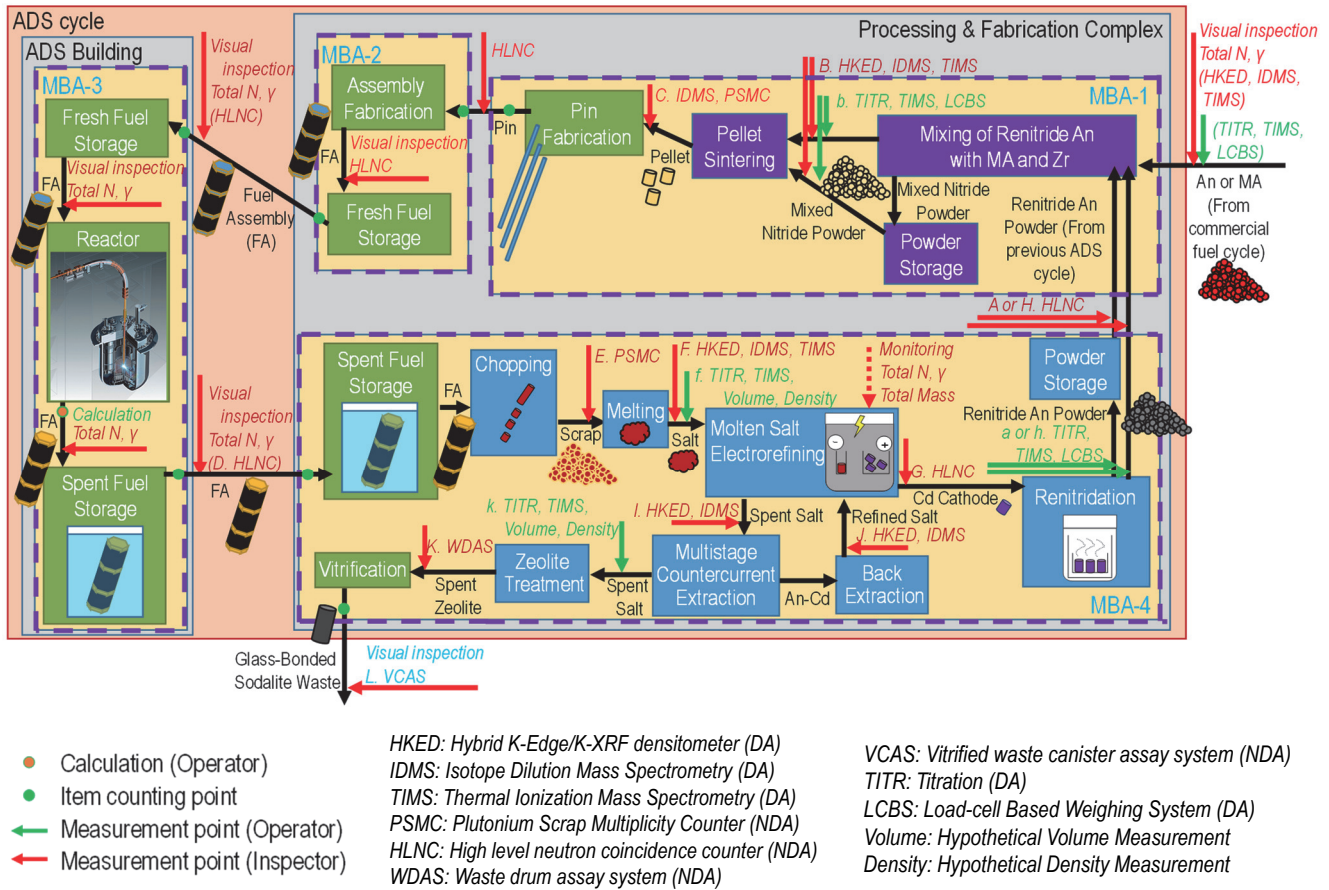 ADS cycle
ADS Building
Processing & Fabrication Complex
MBA-3
Fresh Fuel
Storage
Visual inspection
Total N, γ
FA
Reactor
Calculation
Total N, γ
FA
Spent Fuel
Storage
Visual
inspection
Total N, γ
(HLNC)
Fuel
Assembly
(FA)
Visual
inspection
Total N, γ
(D. HLNC)
FA
MBA-2
Assembly
Fabrication
FA
Visual inspection
HLNC
Fresh Fuel
Storage
HLNC
Pin
MBA-1
Pin
Fabrication
C. IDMS, PSMC
Pellet
Pellet
Sintering
B. HKED, IDMS, TIMS
b. TITR, TIMS, LCBS
Mixing of Renitride An
with MA and Zr
Mixed Nitride
Powder
Mixed
Nitride Powder
Powder
Storage
Renitride An
Powder (From
previous ADS
cycle)
Visual inspection
Total N, γ
(HKED, IDMS,
TIMS)
(TITR, TIMS,
LCBS)
An or MA
(From
commercial
fuel cycle)
A or H. HLNC
Spent Fuel
Storage
FA
Chopping
E. PSMC
Scrap
Melting
F. HKED, IDMS, TIMS
f. TITR, TIMS,
Volume, Density
Salt
Molten Salt
Electrorefining
Monitoring
Total N, γ
Total Mass
G. HLNC
Cd Cathode
Powder
Storage
Renitride An Powder
a or h. TITR,
TIMS, LCBS
Renitridation
k. TITR, TIMS,
Volume, Density
I. HKED, IDMS
Spent Salt
Refined Salt
J. HKED, IDMS
K. WDAS
Vitrification
Spent
Zeolite
Zeolite
Treatment
Spent
Salt
Multistage
Countercurrent
Extraction
An-Cd
Back
Extraction
MBA-4
Glass-Bonded
Sodalite Waste
Visual inspection
L. VCAS
Calculation (Operator)
Item counting point
Measurement point (Operator)
Measurement point (Inspector)
HKED: Hybrid K-Edge/K-XRF densitometer (DA)
IDMS: Isotope Dilution Mass Spectrometry (DA)
TIMS: Thermal Ionization Mass Spectrometry (DA)
PSMC: Plutonium Scrap Multiplicity Counter (NDA)
HLNC: High level neutron coincidence counter (NDA)
WDAS: Waste drum assay system (NDA)
VCAS: Vitrified waste canister assay system (NDA)
TITR: Titration (DA)
LCBS: Load-cell Based Weighing System (DA)
Volume: Hypothetical Volume Measurement
Density: Hypothetical Density Measurement